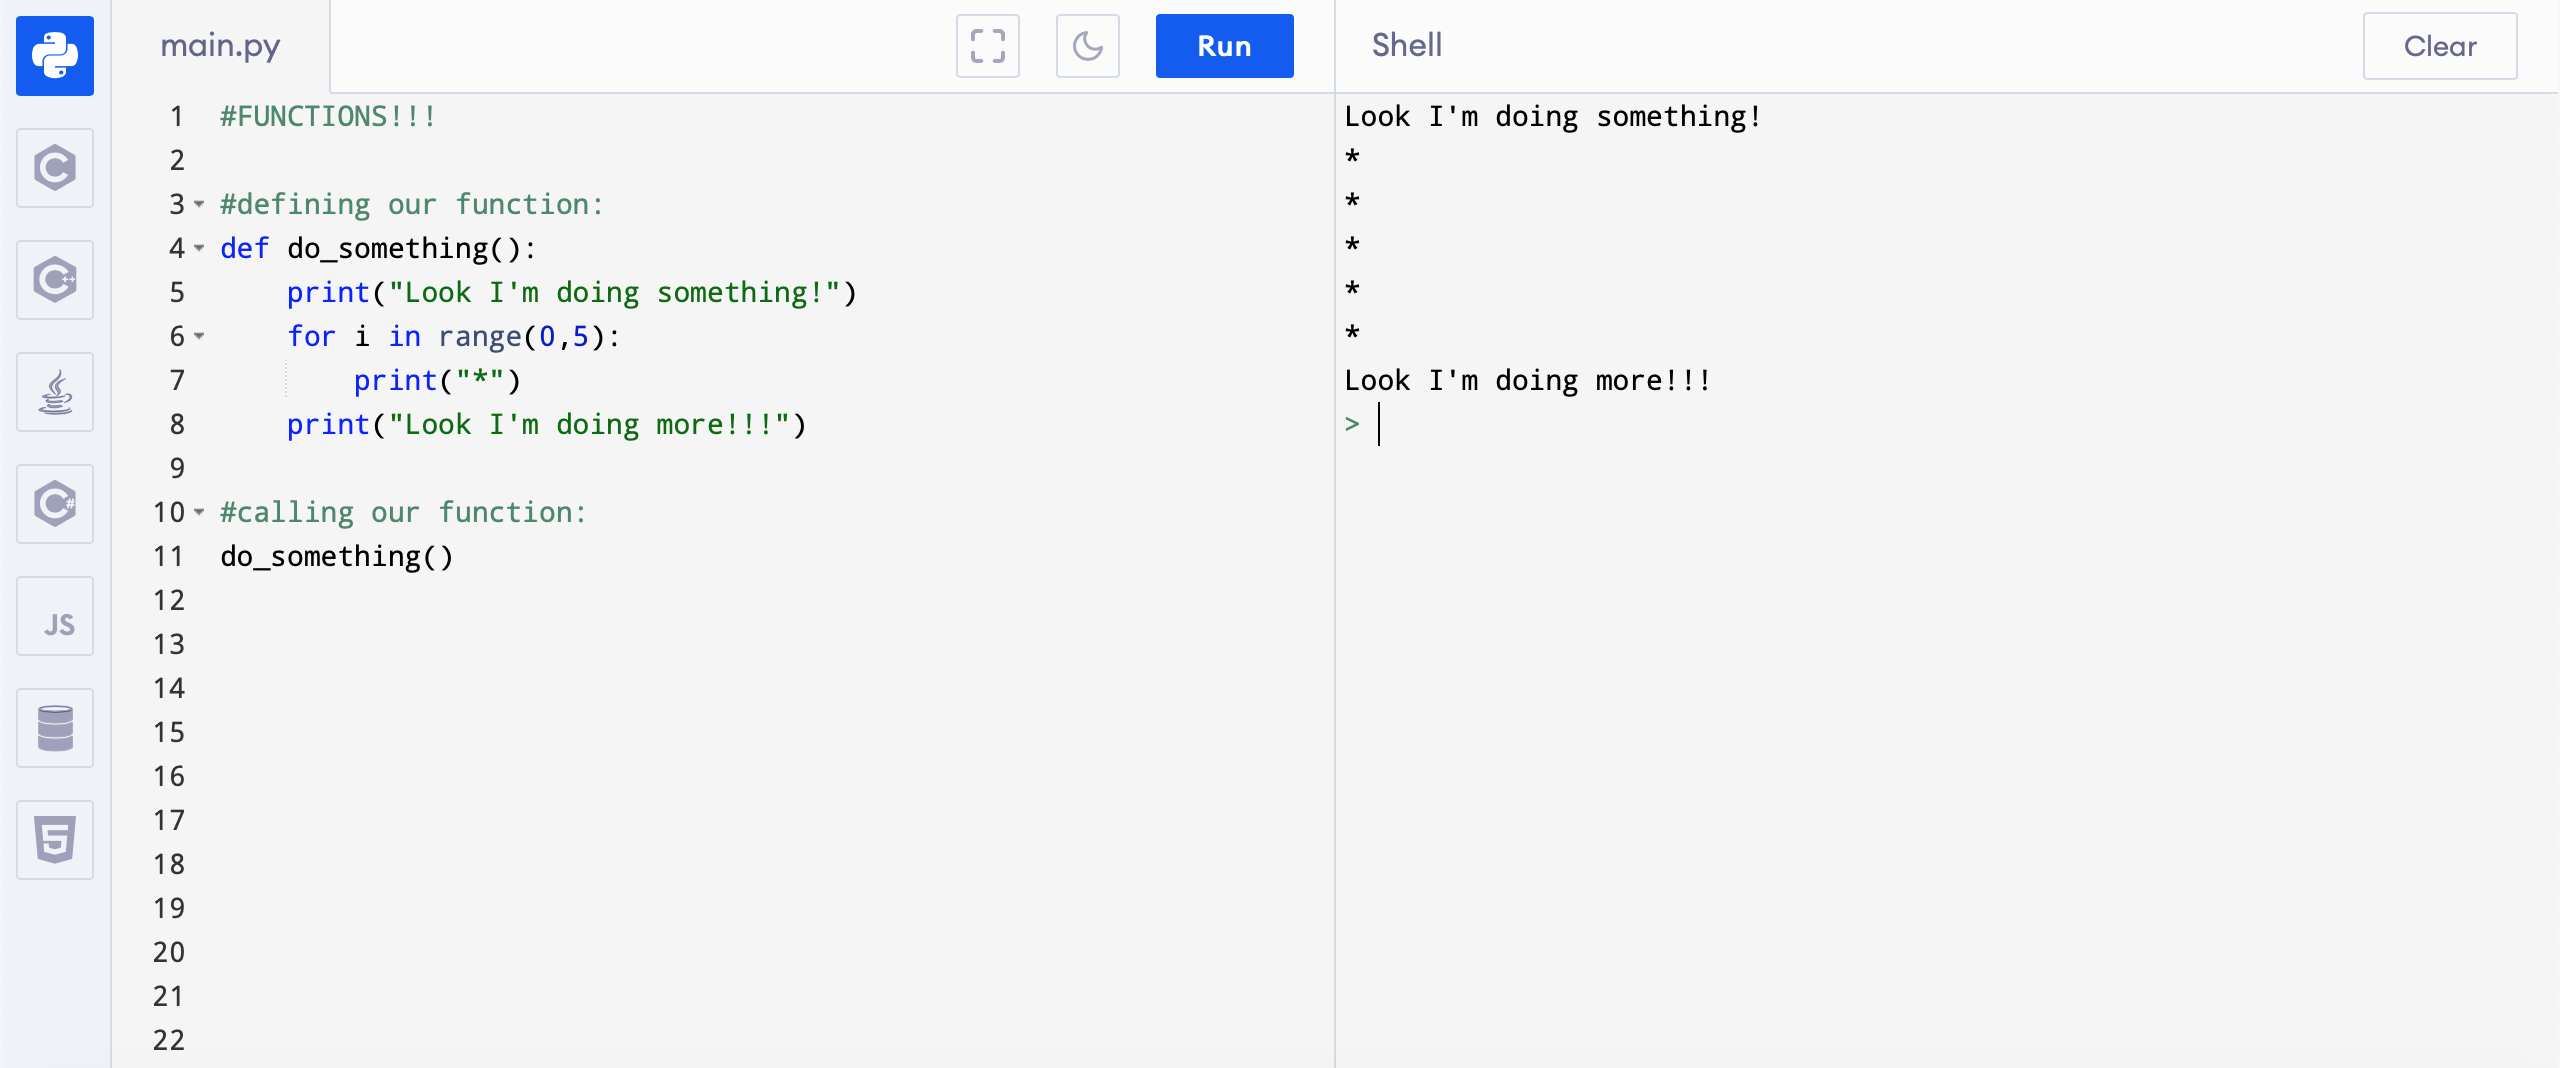 main.py
Run
Shell
Clear
1 #FUNCTIONS!!!
2
3 #defining our function:
4 def do_something():
5     print("Look I'm doing something!")
6     for i in range(0,5):
7         print("*")
8     print("Look I'm doing more!!!")
9
10 #calling our function:
11 do_something()
12
13
14
15
16
17
18
19
20
21
22
Look I'm doing something!
*
*
*
*
*
Look I'm doing more!!!
>
C
C++
C#
JS
5